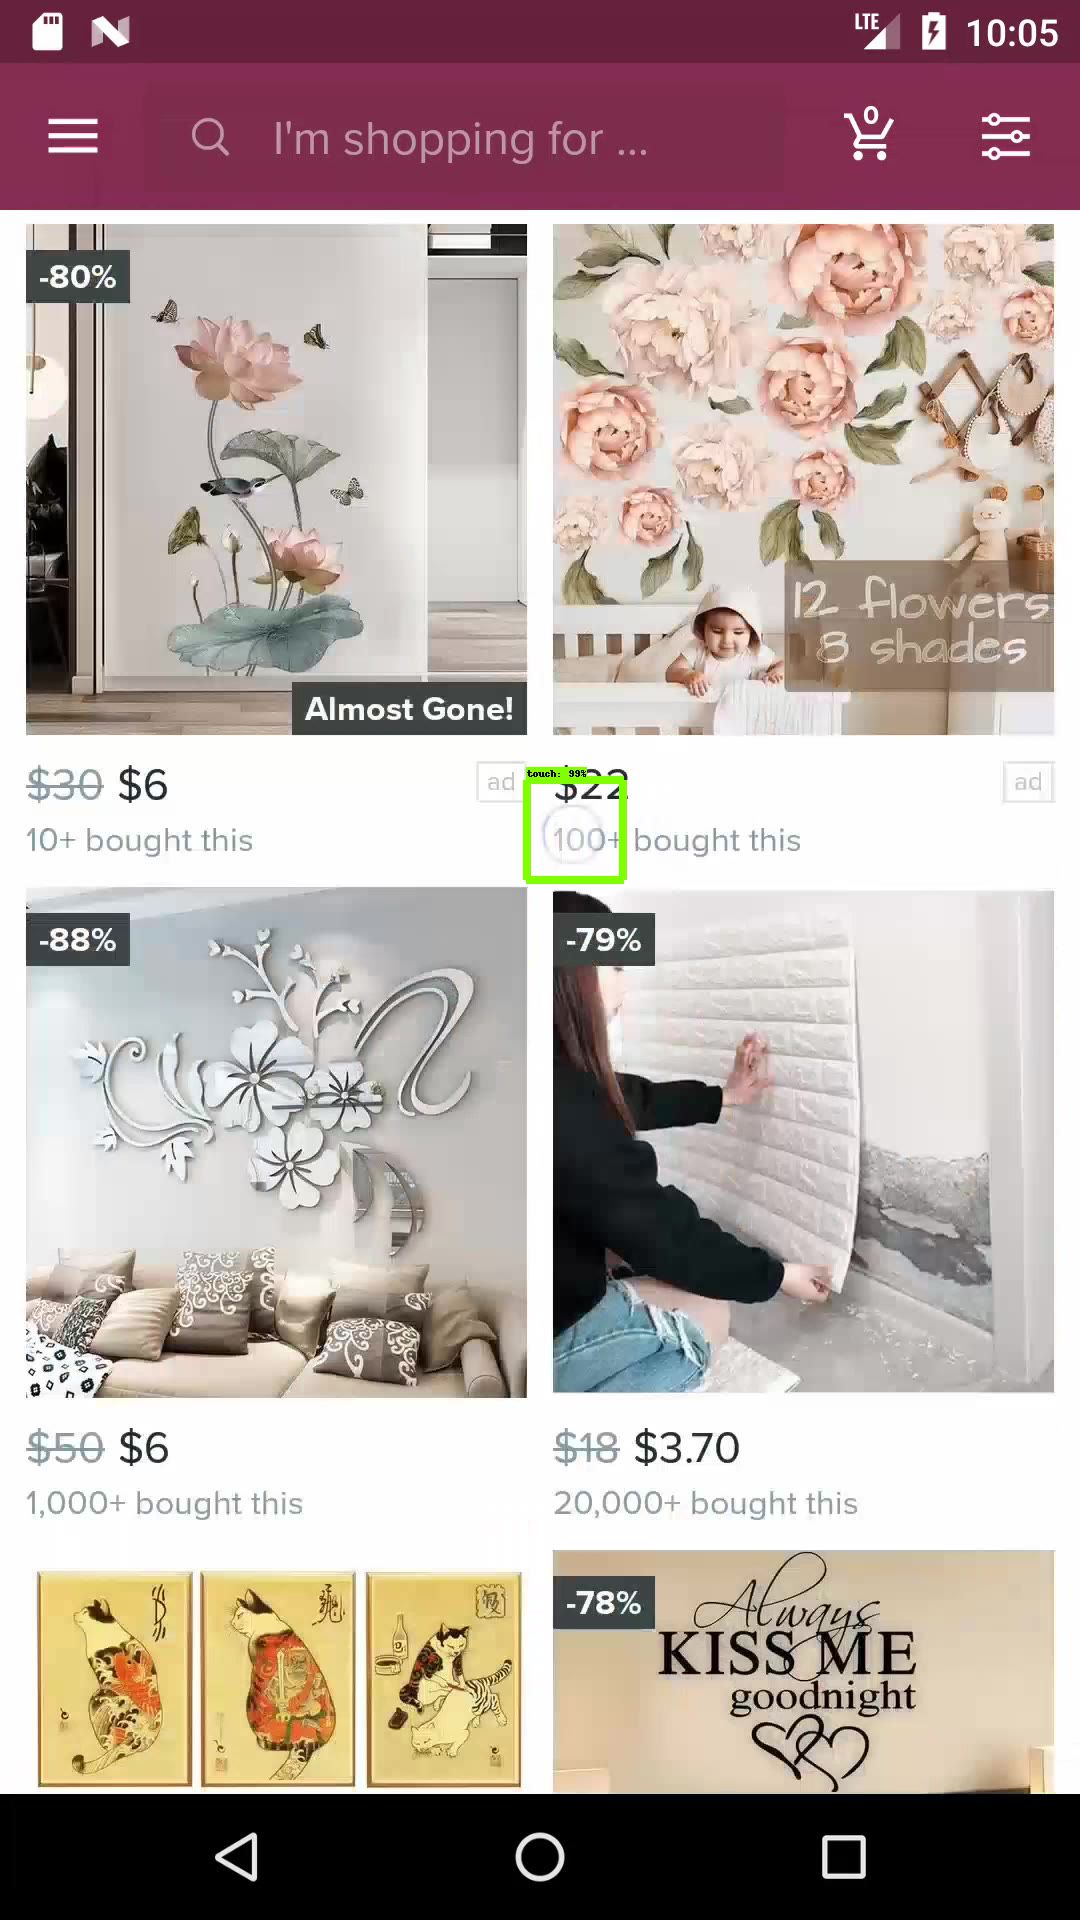 LTE 10:05
I'm shopping for ...
0
-80%
12 flowers
8 shades
Almost Gone!
$30 $6 ad
10+ bought this
touch: 99%
$22 ad
100+ bought this
-88%
-79%
$50 $6
1,000+ bought this
$18 $3.70
20,000+ bought this
-78%
Always
KISS ME
goodnight